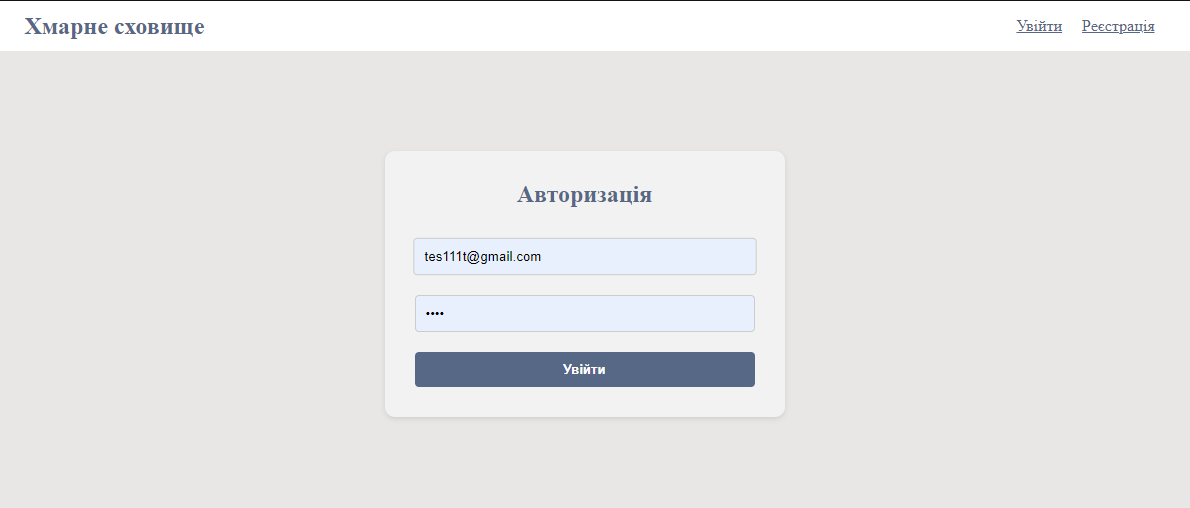 Хмарне сховище
Увійти Реєстрація
Авторизація
tes111t@gmail.com
••••
Увійти